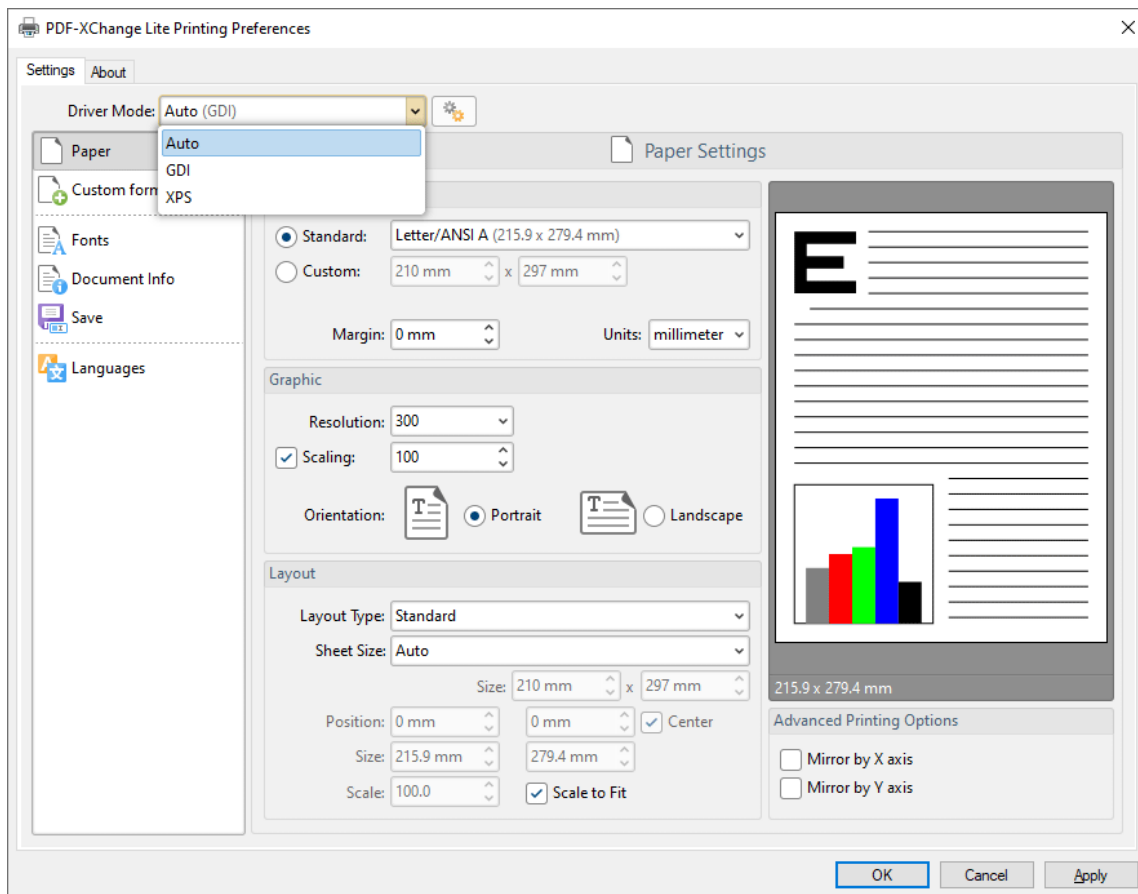 PDF-XChange Lite Printing Preferences
Settings About
Driver Mode: Auto (GDI)
Auto
GDI
XPS
Paper
Custom form
Fonts
Document Info
Save
Languages
Paper Settings
Standard: Letter/ANSI A (215.9 x 279.4 mm)
Custom: 210 mm x 297 mm
Margin: 0 mm Units: millimeter
Graphic
Resolution: 300
Scaling: 100
Orientation: T Portrait T Landscape
Layout
Layout Type: Standard
Sheet Size: Auto
Size: 210 mm x 297 mm
Position: 0 mm 0 mm Center
Size: 215.9 mm 279.4 mm
Scale: 100.0 Scale to Fit
E
215.9 x 279.4 mm
Advanced Printing Options
Mirror by X axis
Mirror by Y axis
OK Cancel Apply